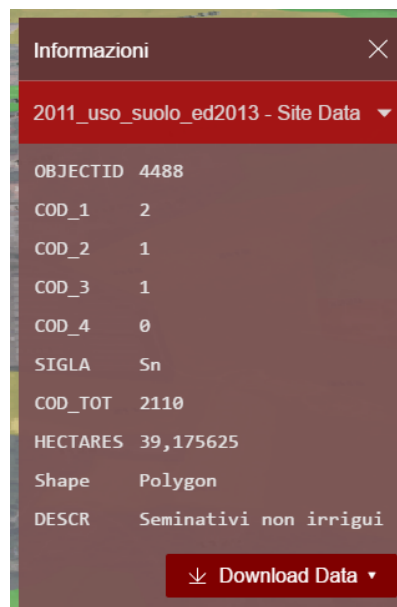 Informazioni
2011_uso_suolo_ed2013 - Site Data
OBJECTID 4488
COD_1 2
COD_2 1
COD_3 1
COD_4 0
SIGLA Sn
COD_TOT 2110
HECTARES 39,175625
Shape Polygon
DESCR Seminativi non irrigui
Download Data